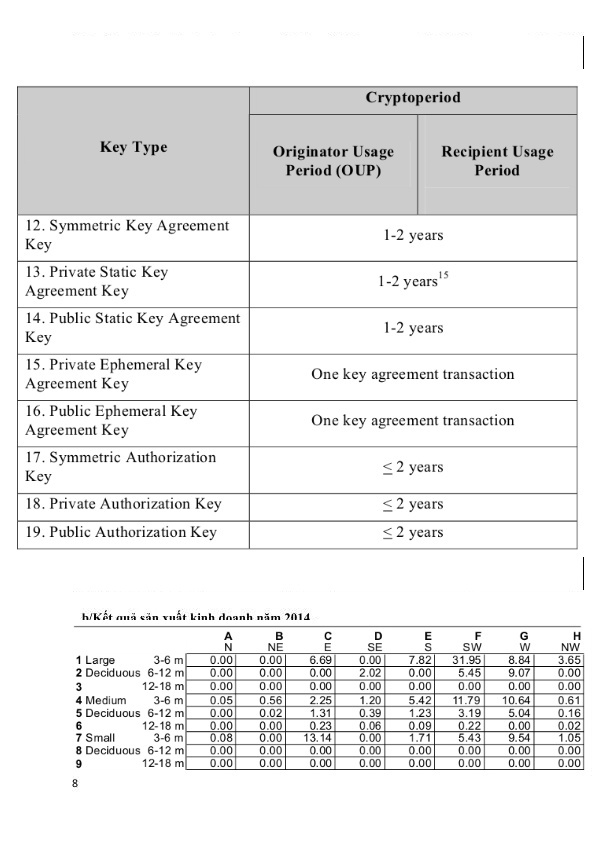 Cryptoperiod
Key Type
Originator Usage Recipient Usage
Period (OUP) Period
12. Symmetric Key Agreement
Key
1-2 years
13. Private Static Key
Agreement Key
1-2 years15
14. Public Static Key Agreement
Key
1-2 years
15. Private Ephemeral Key
Agreement Key
One key agreement transaction
16. Public Ephemeral Key
Agreement Key
One key agreement transaction
17. Symmetric Authorization
Key
≤ 2 years
18. Private Authorization Key ≤ 2 years
19. Public Authorization Key ≤ 2 years
b/Kết quả sản xuất kinh doanh năm 2014
A B C D E F G H
N NE E SE S SW W NW
1 Large 3-6 m 0.00 0.00 6.69 0.00 7.82 31.95 8.84 3.65
2 Deciduous 6-12 m 0.00 0.00 0.00 2.02 0.00 5.45 9.07 0.00
3 12-18 m 0.00 0.00 0.00 0.00 0.00 0.00 0.00 0.00
4 Medium 3-6 m 0.05 0.56 2.25 1.20 5.42 11.79 10.64 0.61
5 Deciduous 6-12 m 0.00 0.02 1.31 0.39 1.23 3.19 5.04 0.16
6 12-18 m 0.00 0.00 0.23 0.06 0.09 0.22 0.00 0.02
7 Small 3-6 m 0.08 0.00 13.14 0.00 1.71 5.43 9.54 1.05
8 Deciduous 6-12 m 0.00 0.00 0.00 0.00 0.00 0.00 0.00 0.00
9 12-18 m 0.00 0.00 0.00 0.00 0.00 0.00 0.00 0.00
8